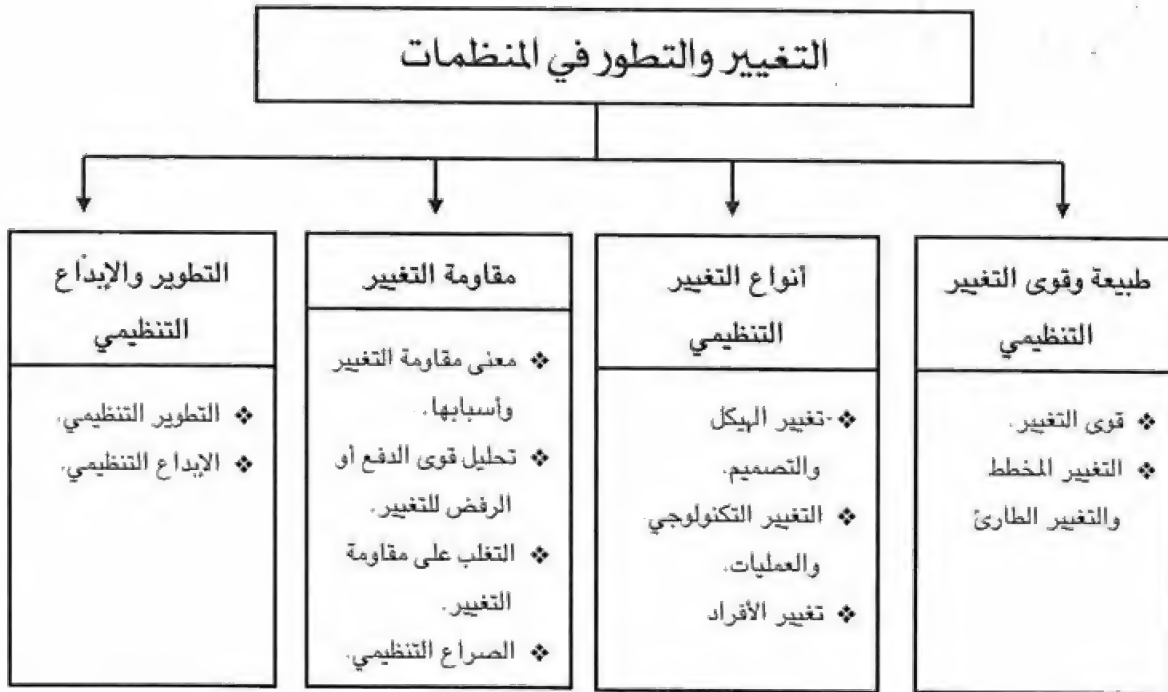 التغيير والتطور في المنظمات
طبيعة وقوى التغيير
التنظيمي
❖ قوى التغيير.
❖ التغيير المخطط
والتغيير الطارئ
أنواع التغيير
التنظيمي
❖ -تغيير الهيكل
والتصميم.
❖ التغيير التكنولوجي
والعمليات.
❖ تغيير الأفراد
مقاومة التغيير
❖ معنى مقاومة التغيير
وأسبابها.
❖ تحليل قوى الدفع أو
الرفض للتغيير.
❖ التغلب على مقاومة
التغيير.
❖ الصراع التنظيمي.
التطوير والإبداع
التنظيمي
❖ التطوير التنظيمي.
❖ الإبداع التنظيمي.